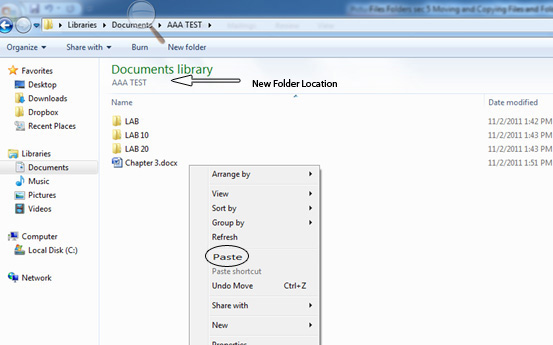 Files Folders sec 5 Moving and Copying Files and Fold
Libraries Documents AAA TEST
Organize Share with Burn New folder
Favorites
Desktop
Downloads
Dropbox
Recent Places
Libraries
Documents
Music
Pictures
Videos
Computer
Local Disk (C:)
Network
Documents library
AAA TEST
New Folder Location
Name Date modified
LAB 11/2/2011 1:42 PM
LAB 10 11/2/2011 1:43 PM
LAB 20 11/2/2011 1:43 PM
Chapter 3.docx 11/2/2011 1:51 PM
Arrange by
View
Sort by
Group by
Refresh
Paste
Paste shortcut
Undo Move Ctrl+Z
Share with
New
Properties